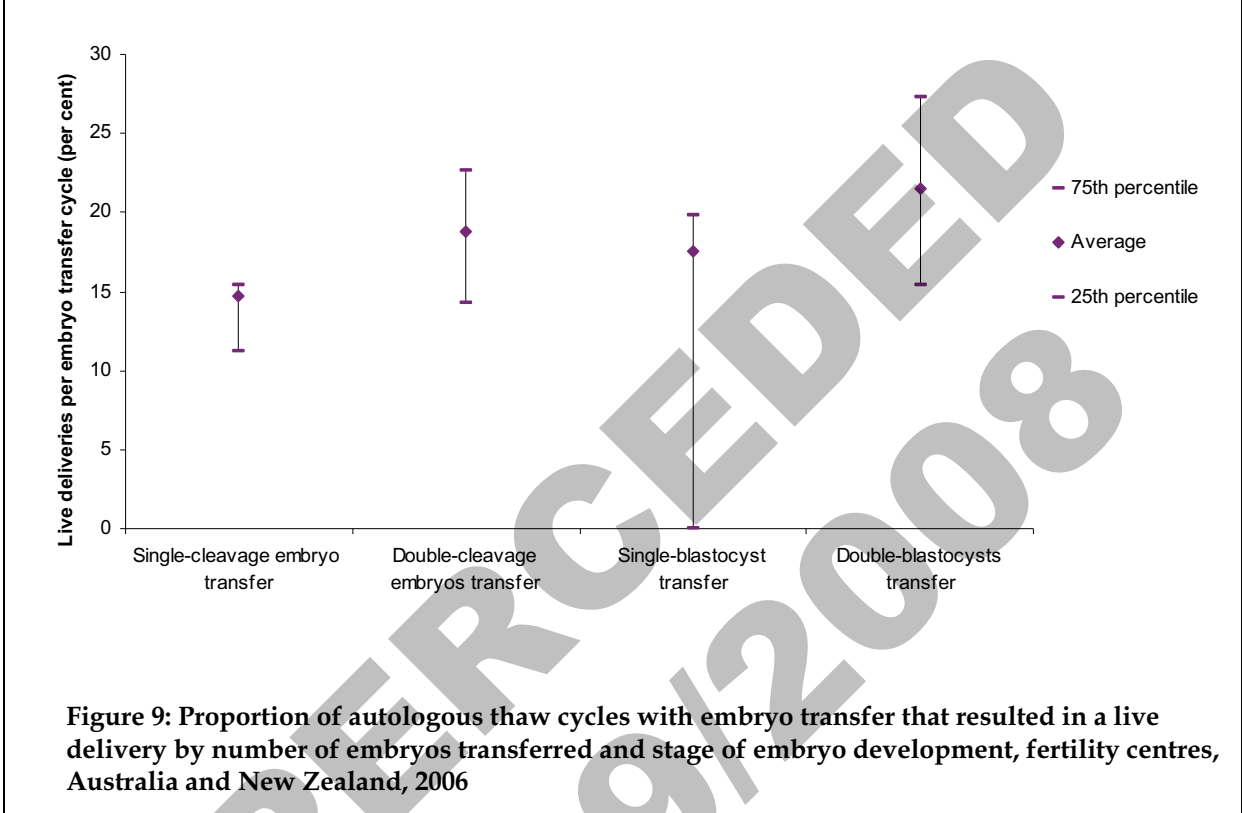 30
25
20
15
10
5
0
Live deliveries per embryo transfer cycle (per cent)
75th percentile
Average
25th percentile
Single-cleavage embryo
transfer
Double-cleavage
embryos transfer
Single-blastocyst
transfer
Double-blastocysts
transfer
Figure 9: Proportion of autologous thaw cycles with embryo transfer that resulted in a live
delivery by number of embryos transferred and stage of embryo development, fertility centres,
Australia and New Zealand, 2006
PERCEDED
9/2008